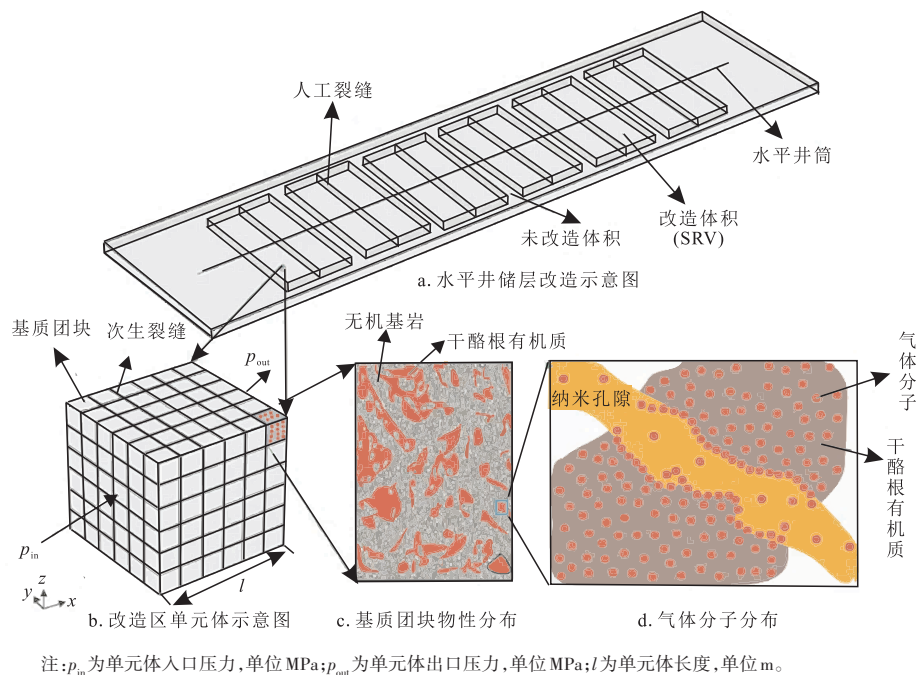 人工裂缝
水平井筒
改造体积
(SRV)
未改造体积
a. 水平井储层改造示意图
基质团块
次生裂缝
pout
pin
z
y
x
l
b. 改造区单元体示意图
无机基岩
干酪根有机质
c. 基质团块物性分布
纳米孔隙
气体分子
干酪根有机质
d. 气体分子分布
注:pin为单元体入口压力,单位MPa;pout为单元体出口压力,单位MPa;l为单元体长度,单位m。